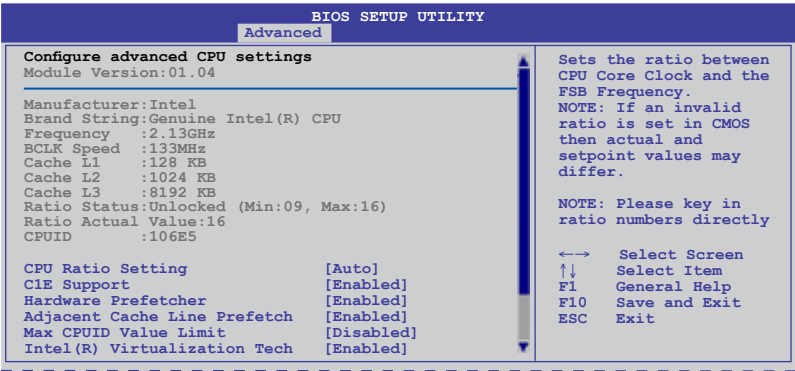 BIOS SETUP UTILITY
Advanced
Configure advanced CPU settings
Module Version:01.04
Manufacturer:Intel
Brand String:Genuine Intel(R) CPU
Frequency :2.13GHz
BCLK Speed :133MHz
Cache L1 :128 KB
Cache L2 :1024 KB
Cache L3 :8192 KB
Ratio Status:Unlocked (Min:09, Max:16)
Ratio Actual Value:16
CPUID :106E5
CPU Ratio Setting [Auto]
C1E Support [Enabled]
Hardware Prefetcher [Enabled]
Adjacent Cache Line Prefetch [Enabled]
Max CPUID Value Limit [Disabled]
Intel(R) Virtualization Tech [Enabled]
Sets the ratio between
CPU Core Clock and the
FSB Frequency.
NOTE: If an invalid
ratio is set in CMOS
then actual and
setpoint values may
differ.
NOTE: Please key in
ratio numbers directly
←→ Select Screen
↑↓ Select Item
F1 General Help
F10 Save and Exit
ESC Exit